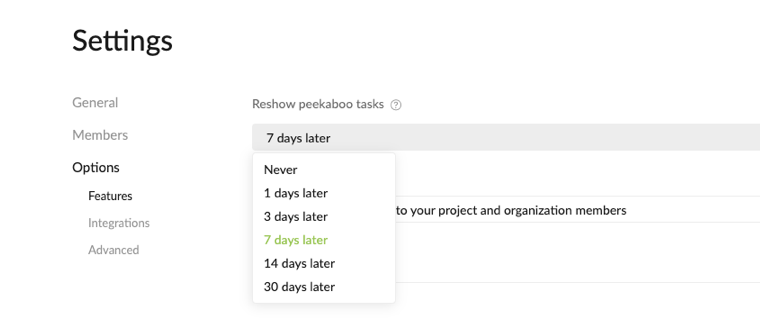 Settings
General
Members
Options
Features
Integrations
Advanced
Reshow peekaboo tasks ?
7 days later
Never
1 days later
3 days later
7 days later
14 days later
30 days later
to your project and organization members